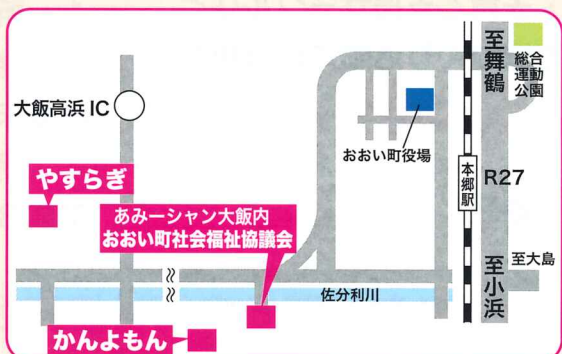 至舞鶴
総合運動公園
大飯高浜 IC
おおい町役場
やすらぎ
本郷駅
R27
あみーシャン大飯内
おおい町社会福祉協議会
至大島
至小浜
佐分利川
かんよもん